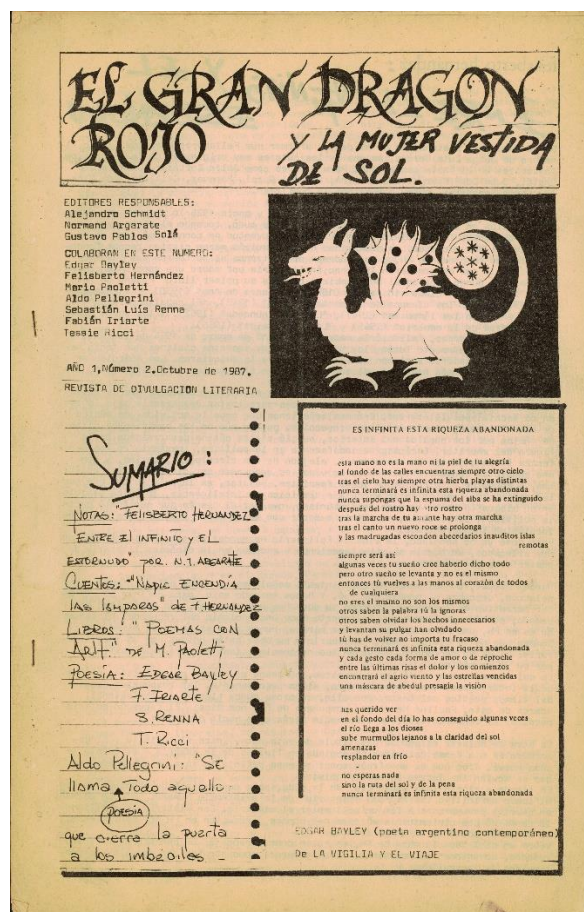 EL GRAN DRAGON
ROJO
Y LA MUJER VESTIDA
DE SOL.
EDITORES RESPONSABLES:
Alejandro Schmidt
Normand Argarate
Gustavo Pablos Solá
COLABORAN EN ESTE NUMERO:
Edgar Bayley
Felisberto Hernández
Mario Paoletti
Aldo Pellegrini
Sebastián Luís Renna
Fabián Iriarte
Tessie Ricci
AÑO 1,Número 2.Octubre de 1987.
REVISTA DE DIVULGACION LITERARIA
SUMARIO :
NOTAS: "FELISBERTO HERNANDEZ
ENTRE El INFINITO y EL
ESTORNUDO" POR. N.I. ARGARATE
CUENTOS: "NADIE ENCENDÍA
LAS lámparas" de F. HERNANDEZ
LIBROS: "POEMAS CON
Arlt." DE M. PAOLETTI
POESÍA: EDGAR BAYLEY
F. IRIARTE
S. RENNA
T. RICCI
Aldo Pellegrini: "SE
llama Todo aquello
POESIA
que cierra la puerta
a los imbéciles -
ES INFINITA ESTA RIQUEZA ABANDONADA
esta mano no es la mano ni la piel de tu alegría
al fondo de las calles encuentras siempre otro cielo
tras el cielo hay siempre otra hierba playas distintas
nunca terminará es infinita esta riqueza abandonada
nunca supongas que la espuma del alba se ha extinguido
después del rostro hay otro rostro
tras la marcha de tu amante hay otra marcha
tras el canto un nuevo roce se prolonga
y las madrugadas esconden abecedarios inauditos islas
remotas
siempre será así
algunas veces tu sueño cree haberlo dicho todo
pero otro sueño se levanta y no es el mismo
entonces tú vuelves a las manos al corazón de todos
de cualquiera
no eres el mismo no son los mismos
otros saben la palabra tú la ignoras
otros saben olvidar los hechos innecesarios
y levantan su pulgar han olvidado
tú has de volver no importa tu fracaso
nunca terminará es infinita esta riqueza abandonada
y cada gesto cada forma de amor o de reproche
entre las últimas risas el dolor y los comienzos
encontrará el agrio viento y las estrellas vencidas
una máscara de abedul presagia la visión
has querido ver
en el fondo del día lo has conseguido algunas veces
el río llega a los dioses
sube murmullos lejanos a la claridad del sol
amenazas
resplandor en frío
no esperas nada
sino la ruta del sol y de la pena
nunca terminará es infinita esta riqueza abandonada
EDGAR BAYLEY (poeta argentino contemporáneo)
De LA VIGILIA Y EL VIAJE